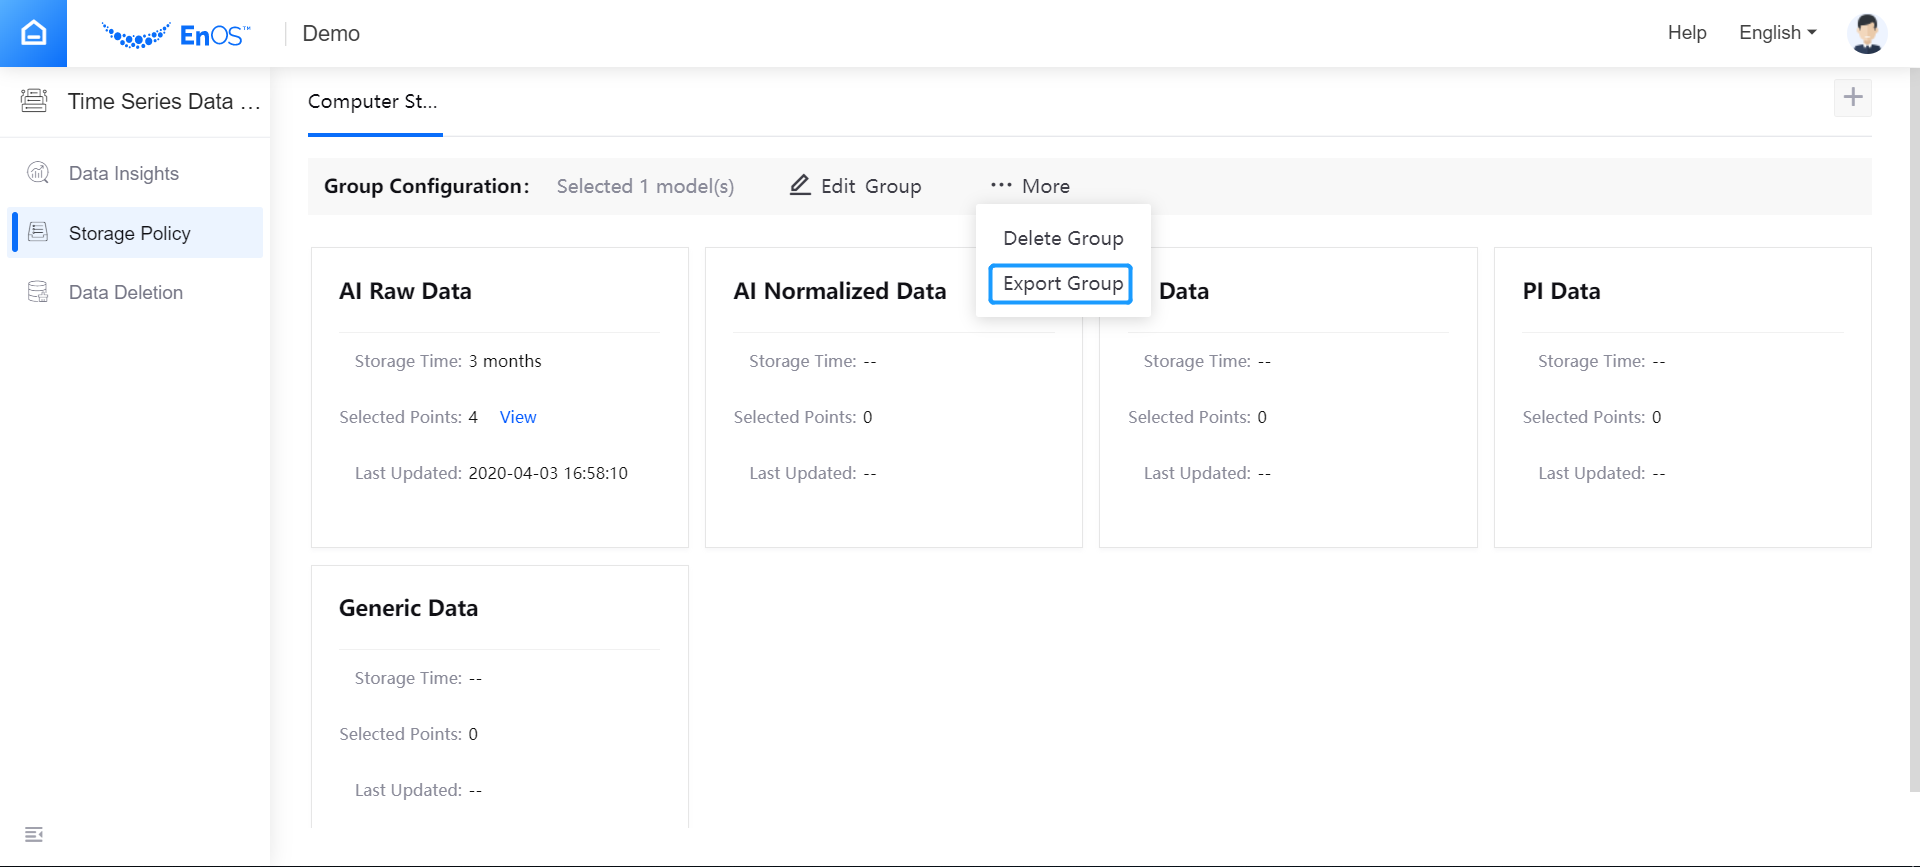 EnOS™
Demo
Help
English
Time Series Data ...
Data Insights
Storage Policy
Data Deletion
Computer St...
Group Configuration:
Selected 1 model(s)
Edit Group
··· More
Delete Group
Export Group
AI Raw Data
Storage Time: 3 months
Selected Points: 4 View
Last Updated: 2020-04-03 16:58:10
AI Normalized Data
Storage Time: --
Selected Points: 0
Last Updated: --
Data
Storage Time: --
Selected Points: 0
Last Updated: --
PI Data
Storage Time: --
Selected Points: 0
Last Updated: --
Generic Data
Storage Time: --
Selected Points: 0
Last Updated: --